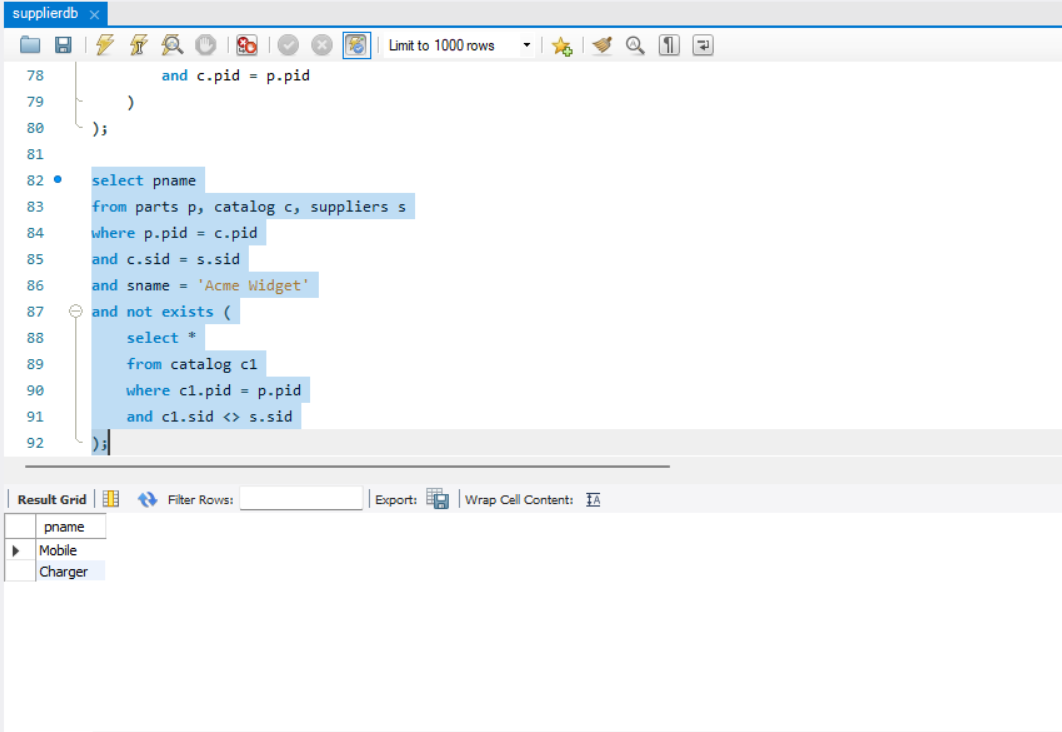 supplierdb
Limit to 1000 rows
78 and c.pid = p.pid
79 )
80 );
81
82 select pname
83 from parts p, catalog c, suppliers s
84 where p.pid = c.pid
85 and c.sid = s.sid
86 and sname = 'Acme Widget'
87 and not exists (
88 select *
89 from catalog c1
90 where c1.pid = p.pid
91 and c1.sid <> s.sid
92 );
Result Grid Filter Rows: Export: Wrap Cell Content:
pname
Mobile
Charger